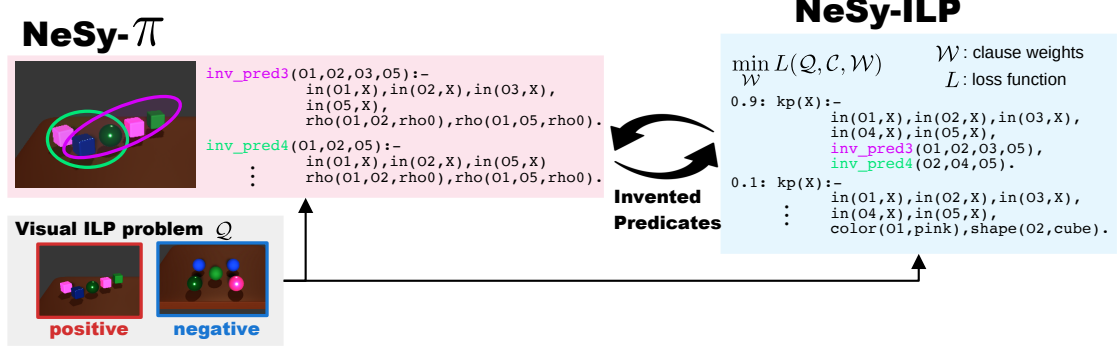 NeSy-π
inv_pred3(O1,O2,O3,O5):-
in(O1,X),in(O2,X),in(O3,X),
in(O5,X),
rho(O1,O2,rho0),rho(O1,O5,rho0).
inv_pred4(O1,O2,O5):-
in(O1,X),in(O2,X),in(O5,X)
⋮ rho(O1,O2,rho0),rho(O1,O5,rho0).
Visual ILP problem 𝒬
positive negative
Invented
Predicates
NeSy-ILP
min L(𝒬, 𝒞, 𝒲) 𝒲 : clause weights
𝒲 L : loss function
0.9: kp(X):-
in(O1,X),in(O2,X),in(O3,X),
in(O4,X),in(O5,X),
inv_pred3(O1,O2,O3,O5),
inv_pred4(O2,O4,O5).
0.1: kp(X):-
in(O1,X),in(O2,X),in(O3,X),
⋮ in(O4,X),in(O5,X),
color(O1,pink),shape(O2,cube).